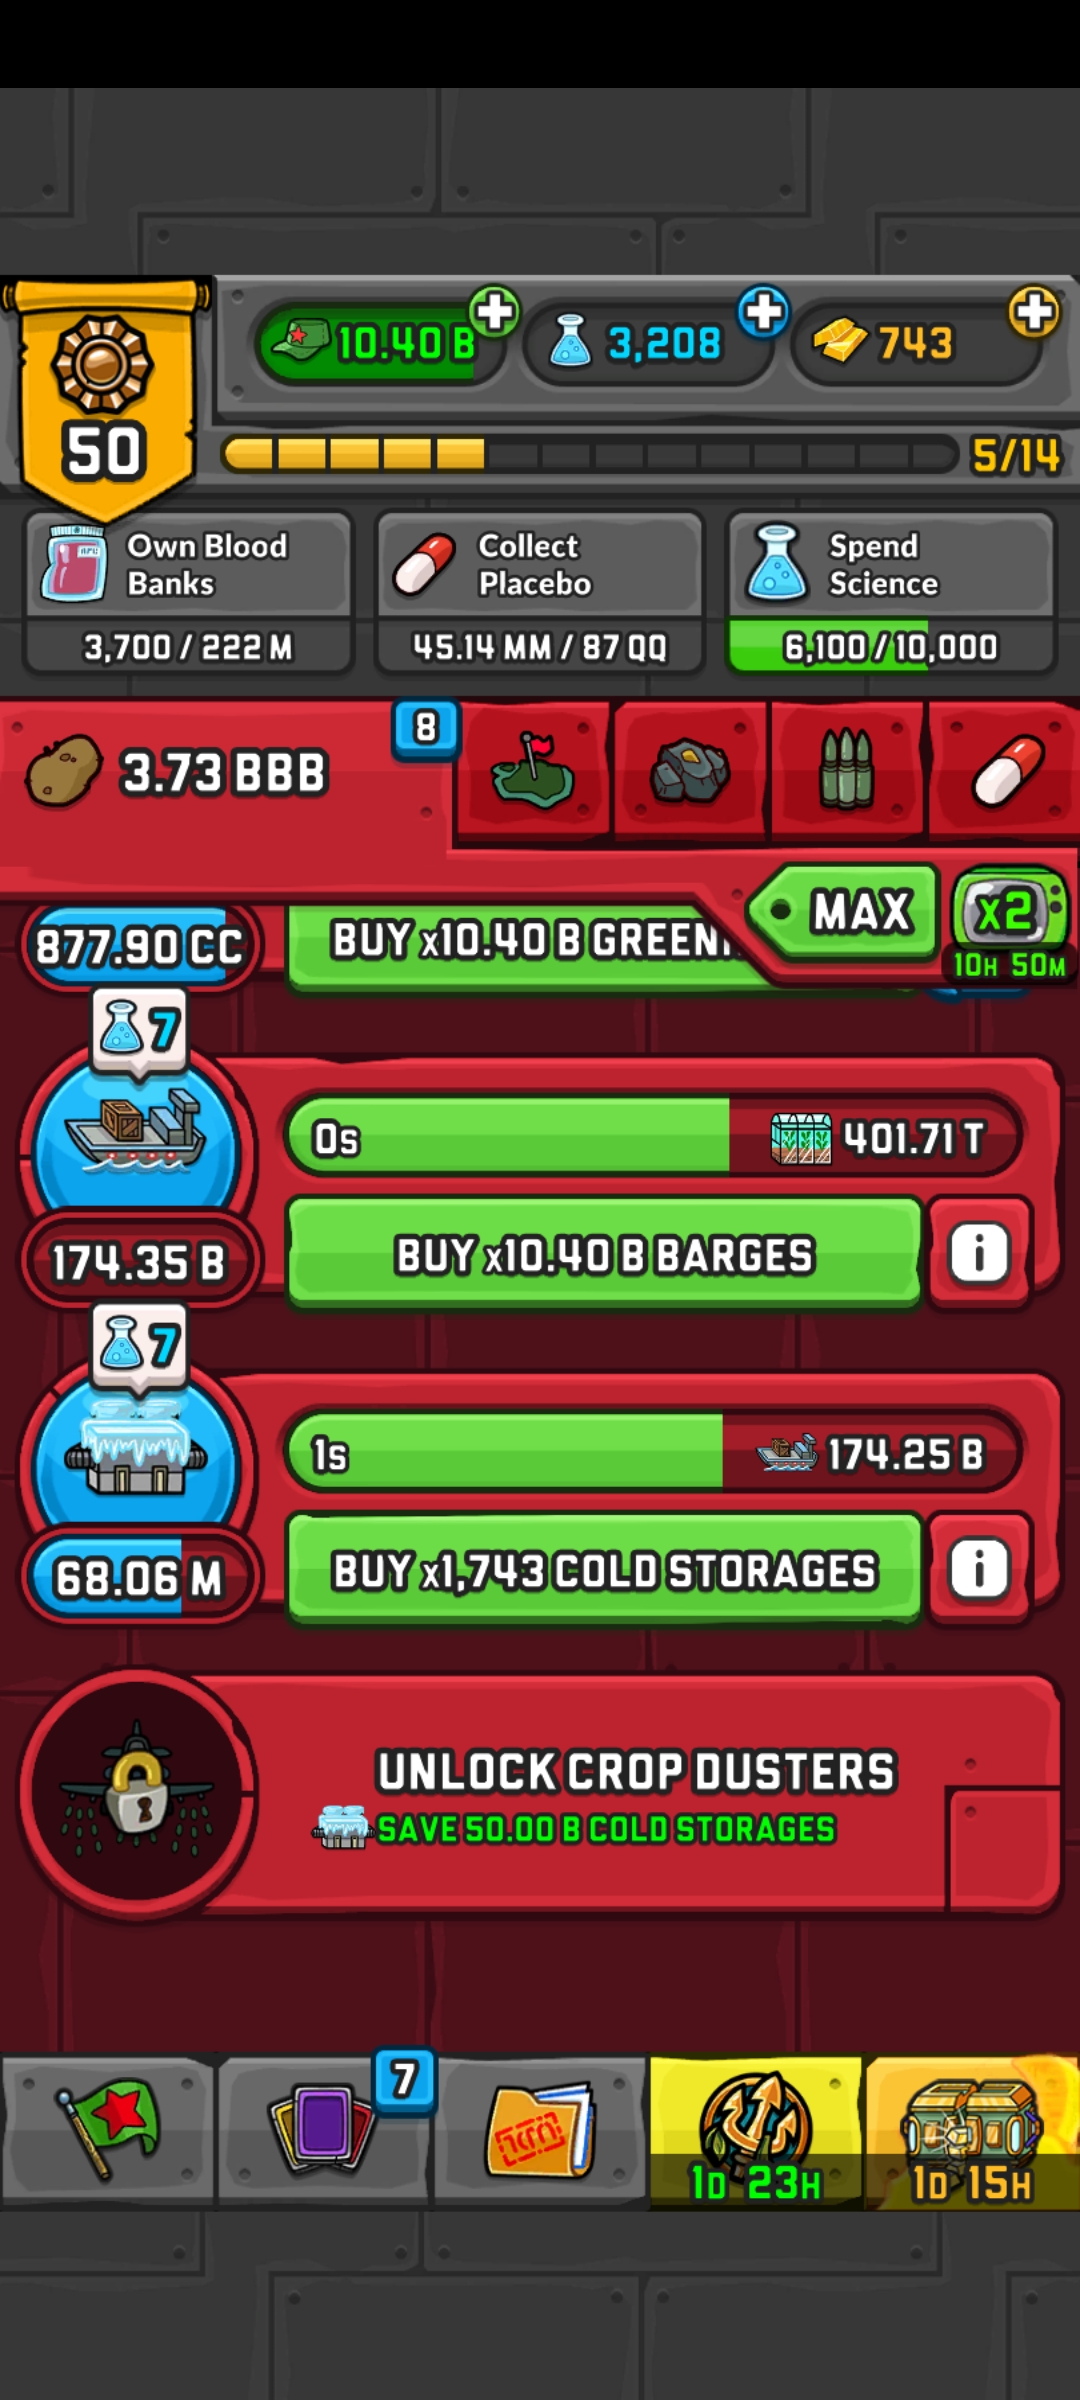 10.40 B
3,208
743
50
5/14
Own Blood
Banks
3,700 / 222 M
Collect
Placebo
45.14 MM / 87 QQ
Spend
Science
6,100 / 10,000
3.73 BBB
8
MAX
x2
10H 50M
877.90 CC
BUY x10.40 B GREEN
7
0s
401.71 T
174.35 B
BUY x10.40 B BARGES
i
7
1s
174.25 B
68.06 M
BUY x1,743 COLD STORAGES
i
UNLOCK CROP DUSTERS
SAVE 50.00 B COLD STORAGES
7
1D 23H
1D 15H